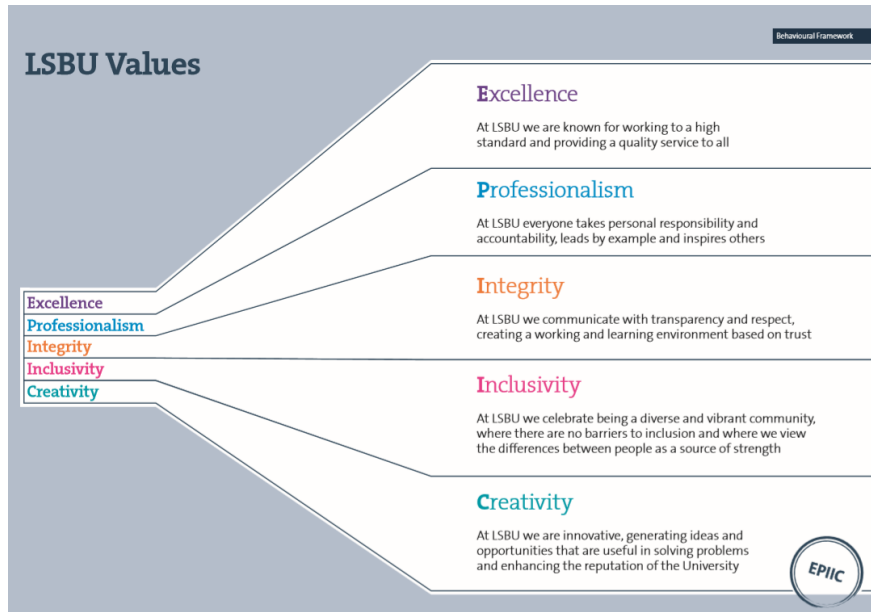 Behavioural Framework
LSBU Values
Excellence
At LSBU we are known for working to a high
standard and providing a quality service to all
Professionalism
At LSBU everyone takes personal responsibility and
accountability, leads by example and inspires others
Integrity
At LSBU we communicate with transparency and respect,
creating a working and learning environment based on trust
Inclusivity
At LSBU we celebrate being a diverse and vibrant community,
where there are no barriers to inclusion and where we view
the differences between people as a source of strength
Creativity
At LSBU we are innovative, generating ideas and
opportunities that are useful in solving problems
and enhancing the reputation of the University
Excellence
Professionalism
Integrity
Inclusivity
Creativity
EPIIC